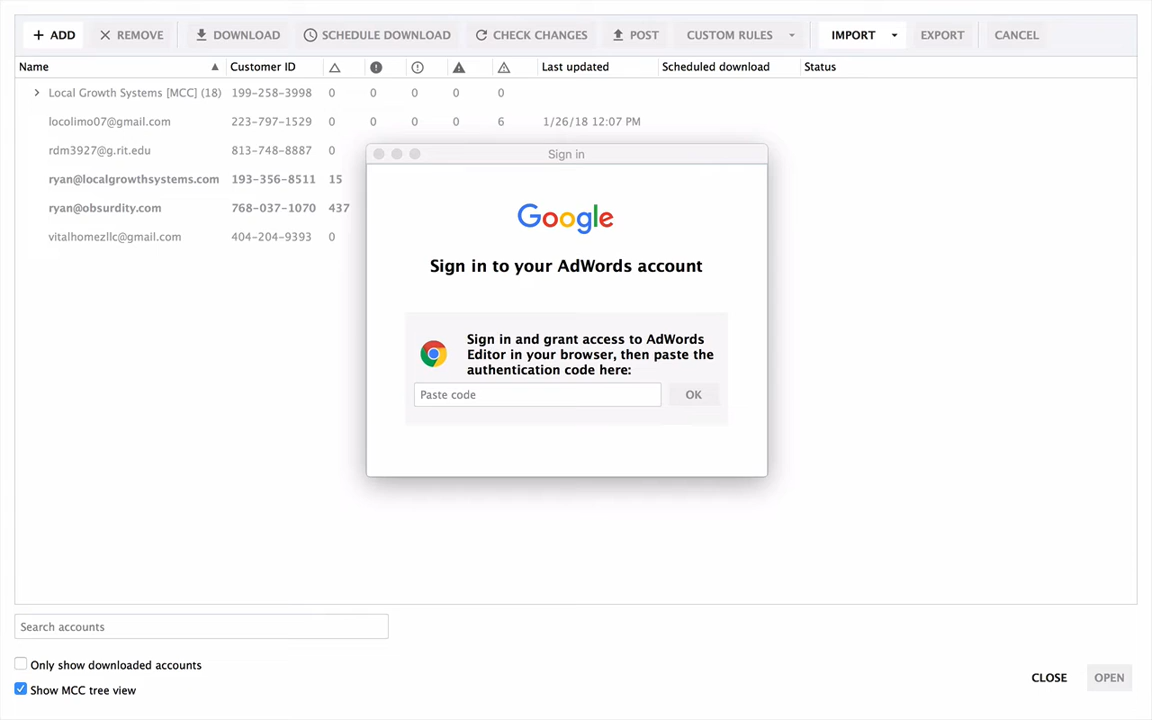 ADD REMOVE DOWNLOAD SCHEDULE DOWNLOAD CHECK CHANGES POST CUSTOM RULES IMPORT EXPORT CANCEL
Name Customer ID Last updated Scheduled download Status
Local Growth Systems [MCC] (18) 199-258-3998 0 0 0 0 0
locolimo07@gmail.com 223-797-1529 0 0 0 0 6 1/26/18 12:07 PM
rdm3927@g.rit.edu 813-748-8887 0
ryan@localgrowthsystems.com 193-356-8511 15
ryan@obsurdity.com 768-037-1070 437
vitalhomezllc@gmail.com 404-204-9393 0
Sign in
Google
Sign in to your AdWords account
Sign in and grant access to AdWords
Editor in your browser, then paste the
authentication code here:
Paste code OK
Search accounts
Only show downloaded accounts
Show MCC tree view
CLOSE OPEN